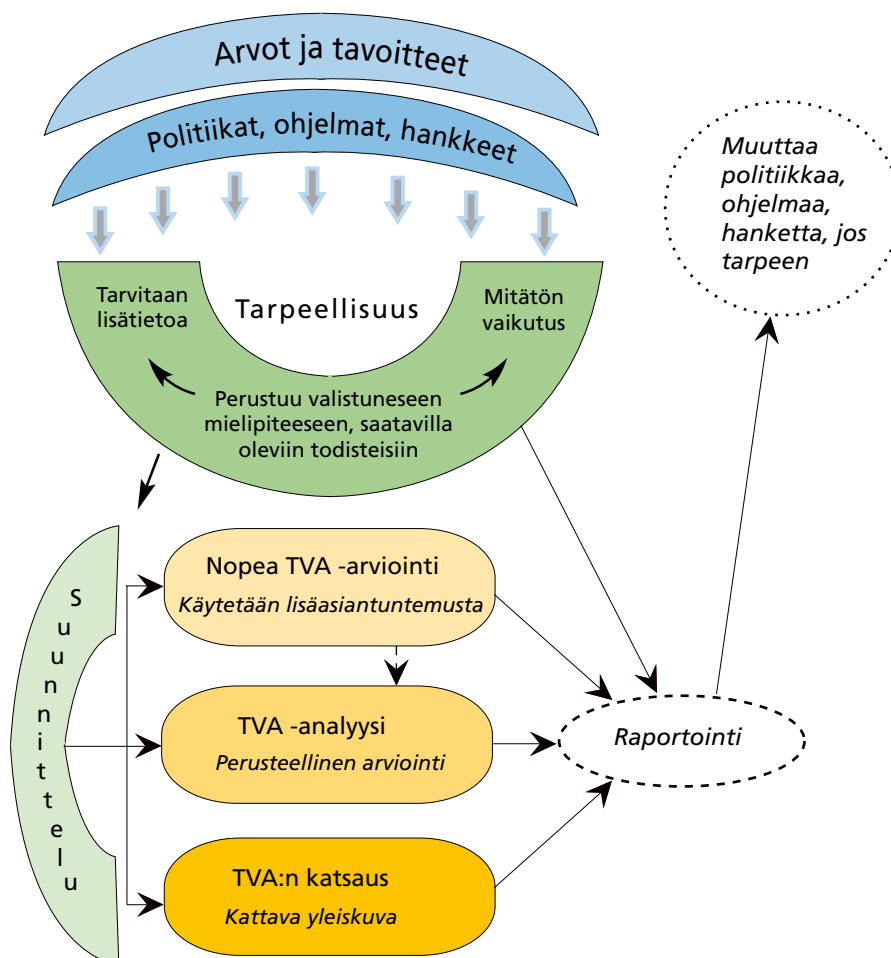 Arvot ja tavoitteet
Politiikat, ohjelmat, hankkeet
Muuttaa
politiikkaa,
ohjelmaa,
hanketta, jos
tarpeen
Tarvitaan
lisätietoa
Tarpeellisuus
Mitätön
vaikutus
Perustuu valistuneeseen
mielipiteeseen, saatavilla
oleviin todisteisiin
Suunnittelu
Nopea TVA -arviointi
Käytetään lisäasiantuntemusta
TVA -analyysi
Perusteellinen arviointi
Raportointi
TVA:n katsaus
Kattava yleiskuva